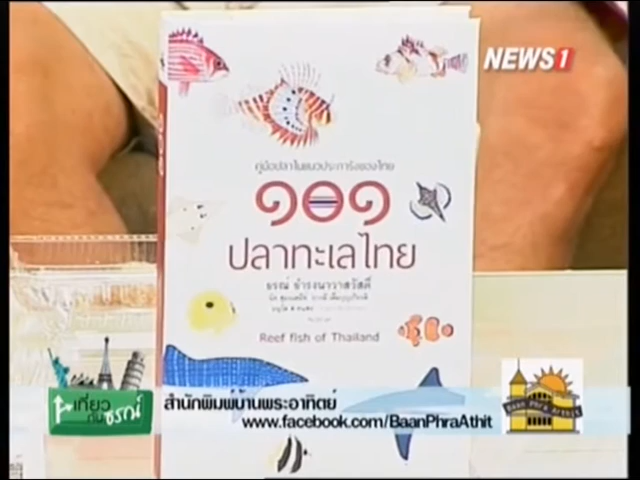 NEWS1
คู่มือปลาในแนวปะการังของไทย
๑๐๑
ปลาทะเลไทย
ธรณ์ ธำรงนาวาสวัสดิ์
Reef fish of Thailand
เที่ยว
กับ ธรณ์
สำนักพิมพ์บ้านพระอาทิตย์
www.facebook.com/BaanPhraAthit
Baan Phra Arthit